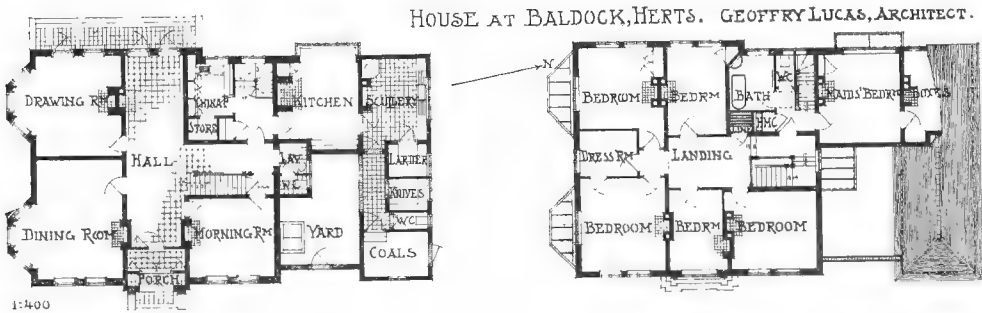 HOUSE AT BALDOCK, HERTS. GEOFFRY LUCAS, ARCHITECT.
DRAWING RM
CHINA
STORE
KITCHEN
SCULLERY
HALL
LAV
W.C
LARDER
KNIVES
WC
COALS
DINING ROOM
MORNING RM
YARD
PORCH
1:400
N
BEDROOM
BEDRM
BATH
WC
MAIDS' BEDRM
BOXES
HMC
DRESS RM
LANDING
BEDROOM
BEDRM
BEDROOM